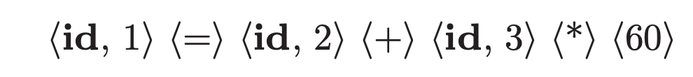 ⟨id, 1⟩ ⟨=⟩ ⟨id, 2⟩ ⟨+⟩ ⟨id, 3⟩ ⟨*⟩ ⟨60⟩